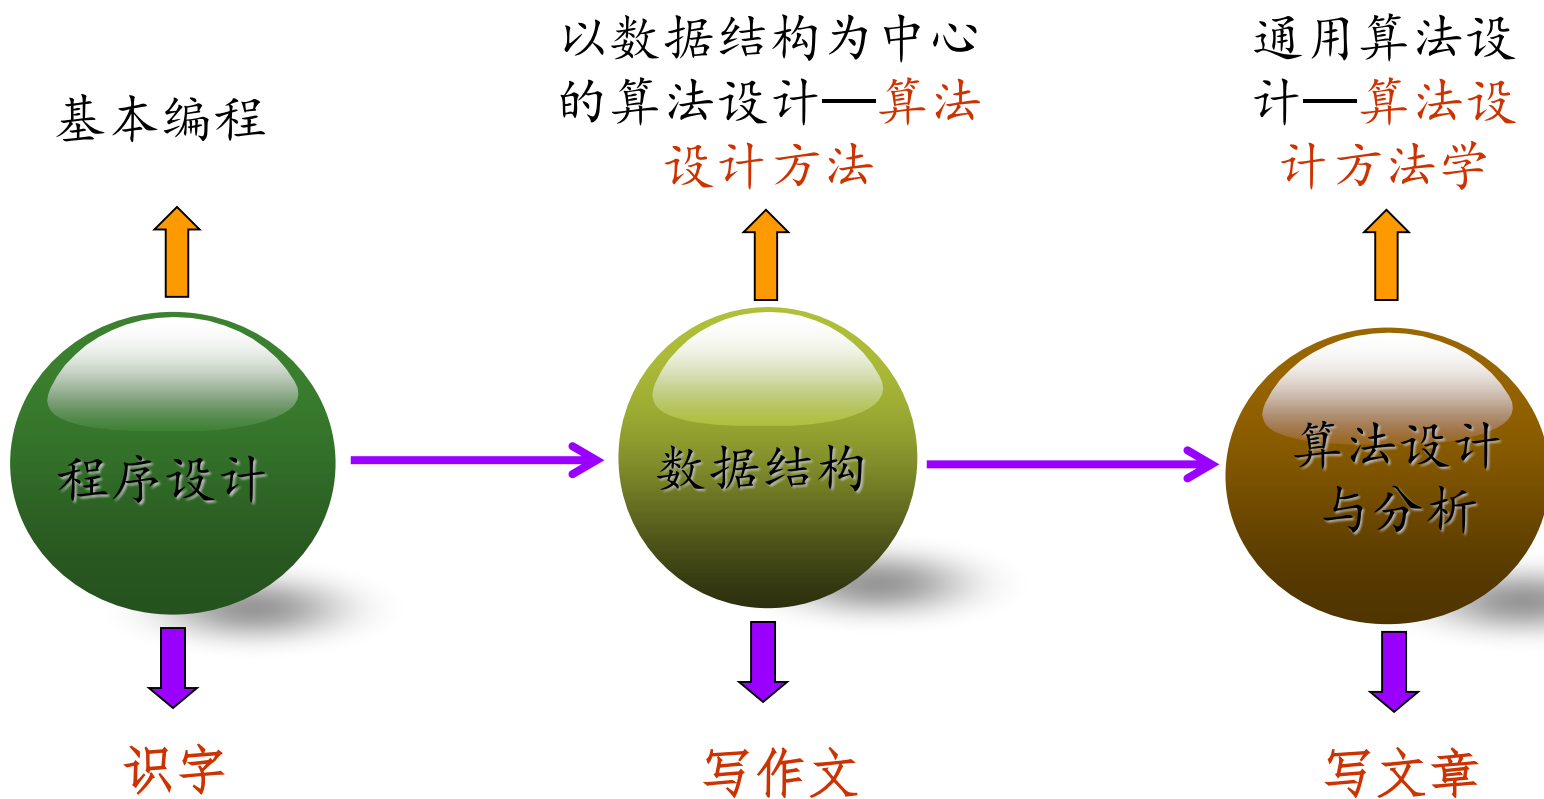 基本编程
以数据结构为中心
的算法设计—算法
设计方法
通用算法设
计—算法设
计方法学
程序设计
数据结构
算法设计
与分析
识字
写作文
写文章